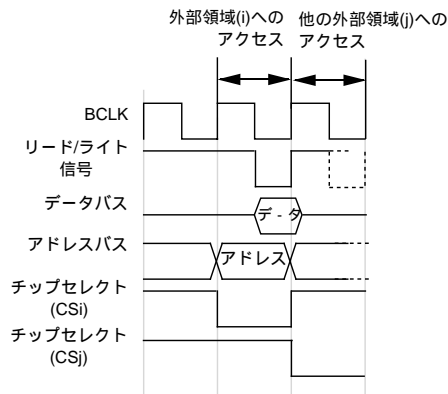 外部領域(i)への
アクセス
他の外部領域(j)への
アクセス
BCLK
リード/ライト
信号
データバス
データ
アドレスバス
アドレス
チップセレクト
(CSi)
チップセレクト
(CSj)